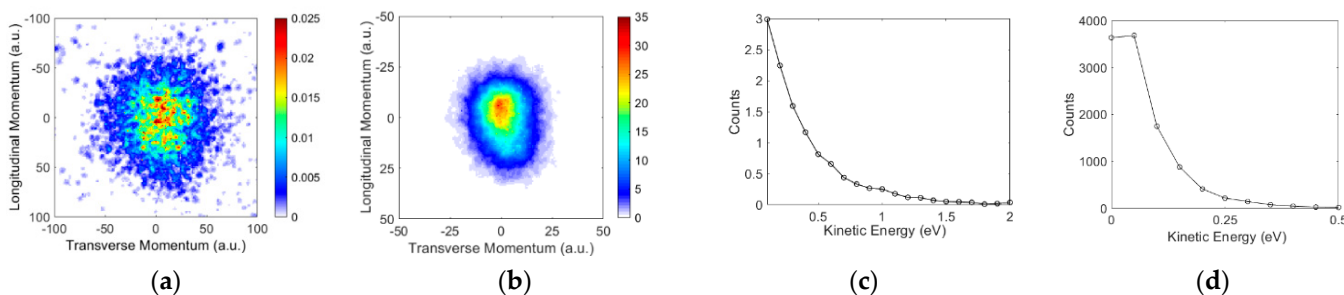 -100
-50
0
50
100
-100 -50 0 50 100
Longitudinal Momentum (a.u.)
Transverse Momentum (a.u.)
0.025
0.02
0.015
0.01
0.005
0
(a)
-50
-25
0
25
50
-50 -25 0 25 50
Longitudinal Momentum (a.u.)
Transverse Momentum (a.u.)
35
30
25
20
15
10
5
0
(b)
3
2.5
2
1.5
1
0.5
0
0.5 1 1.5 2
Counts
Kinetic Energy (eV)
(c)
4000
3000
2000
1000
0
0 0.25 0.5
Counts
Kinetic Energy (eV)
(d)